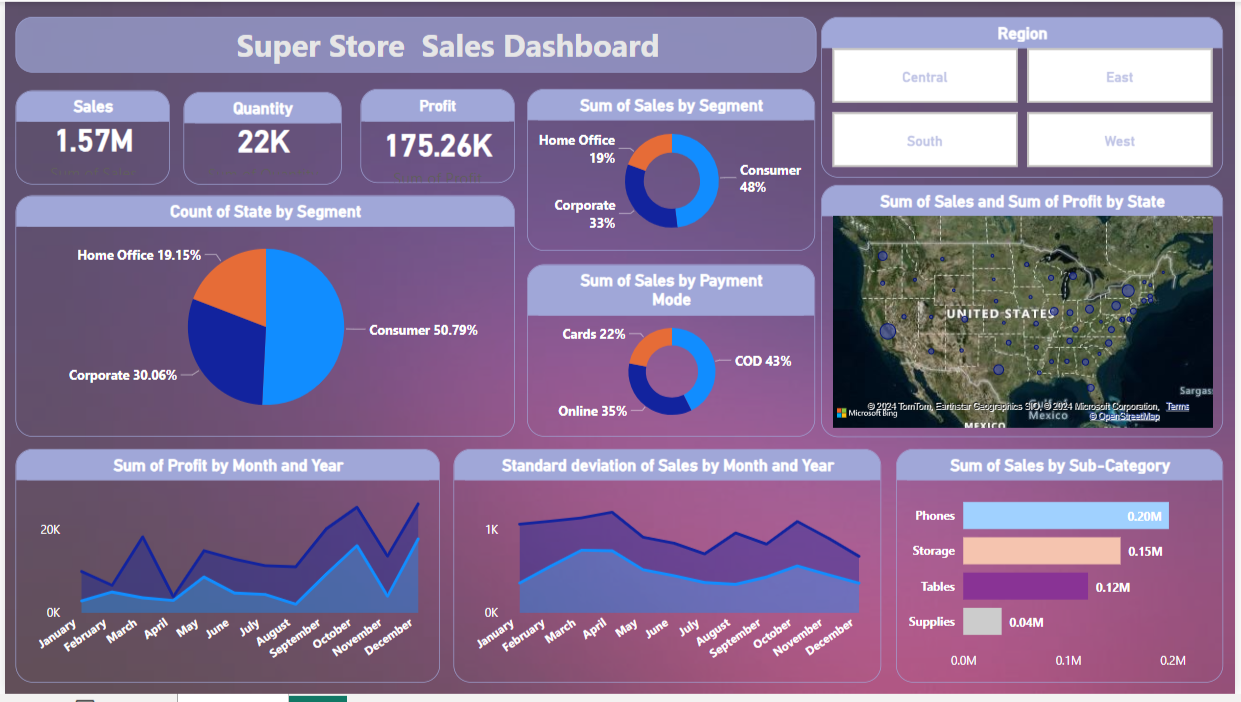 Super Store  Sales Dashboard
Region
Central
East
South
West
Sales
1.57M
Quantity
22K
Profit
175.26K
Sum of Sales by Segment
Home Office
19%
Consumer
48%
Corporate
33%
Count of State by Segment
Home Office 19.15%
Consumer 50.79%
Corporate 30.06%
Sum of Sales by Payment
Mode
Cards 22%
COD 43%
Online 35%
Sum of Sales and Sum of Profit by State
UNITED STATES
Sargas
Gulf of
Mexico
MEXICO
Microsoft Bing
© 2024 TomTom, Earthstar Geographics SIO, © 2024 Microsoft Corporation, Terms
© OpenStreetMap
Sum of Profit by Month and Year
20K
0K
January
February
March
April
May
June
July
August
September
October
November
December
Standard deviation of Sales by Month and Year
1K
0K
January
February
March
April
May
June
July
August
September
October
November
December
Sum of Sales by Sub-Category
Phones
0.20M
Storage
0.15M
Tables
0.12M
Supplies
0.04M
0.0M
0.1M
0.2M